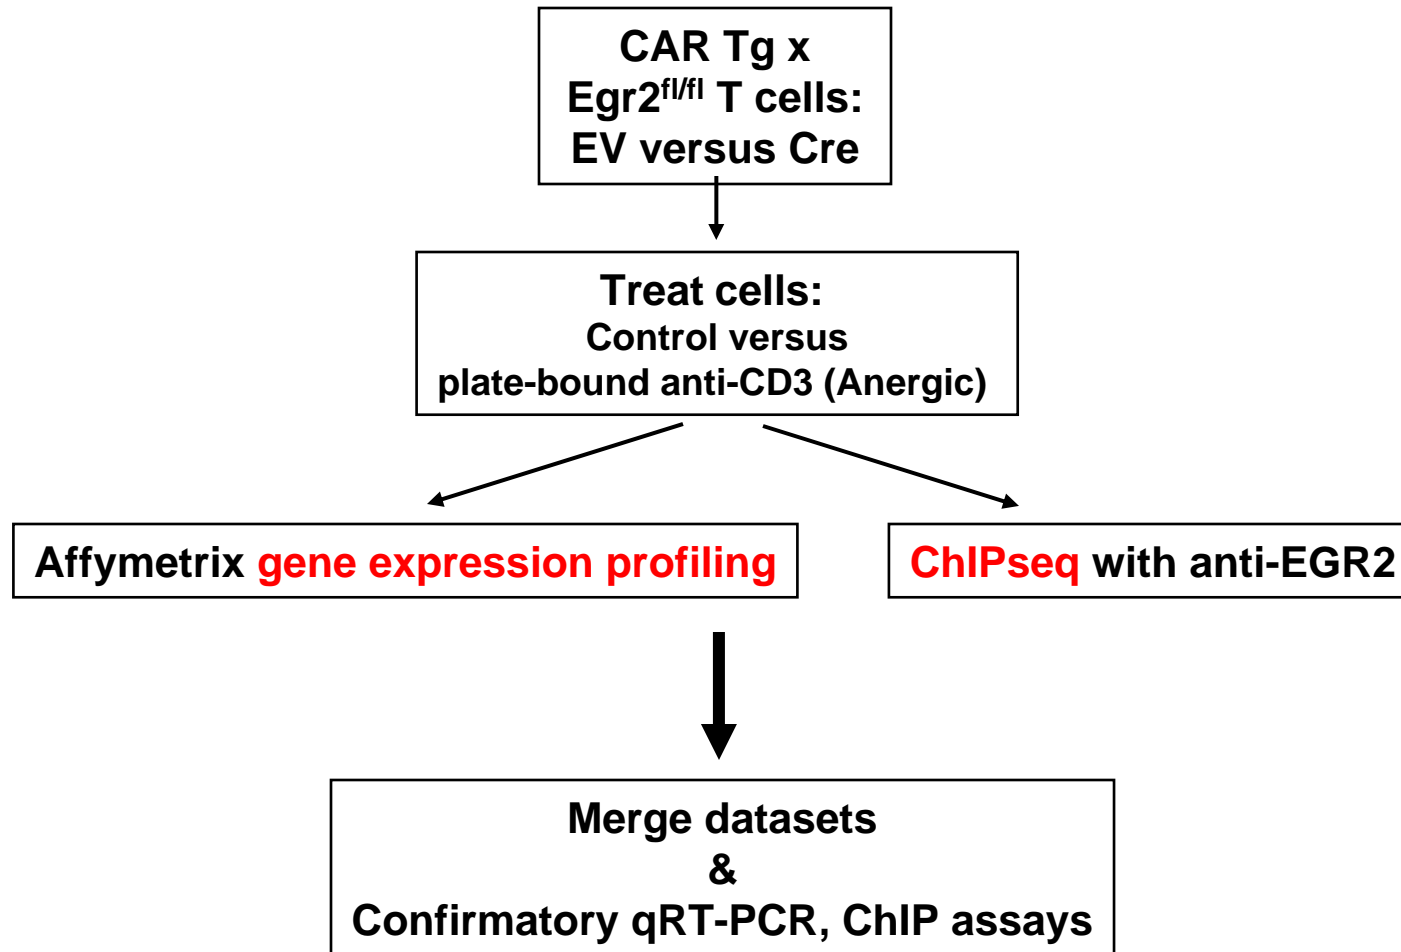 CAR Tg x
Egr2fl/fl T cells:
EV versus Cre
Treat cells:
Control versus
plate-bound anti-CD3 (Anergic)
Affymetrix gene expression profiling
ChIPseq with anti-EGR2
Merge datasets
&
Confirmatory qRT-PCR, ChIP assays